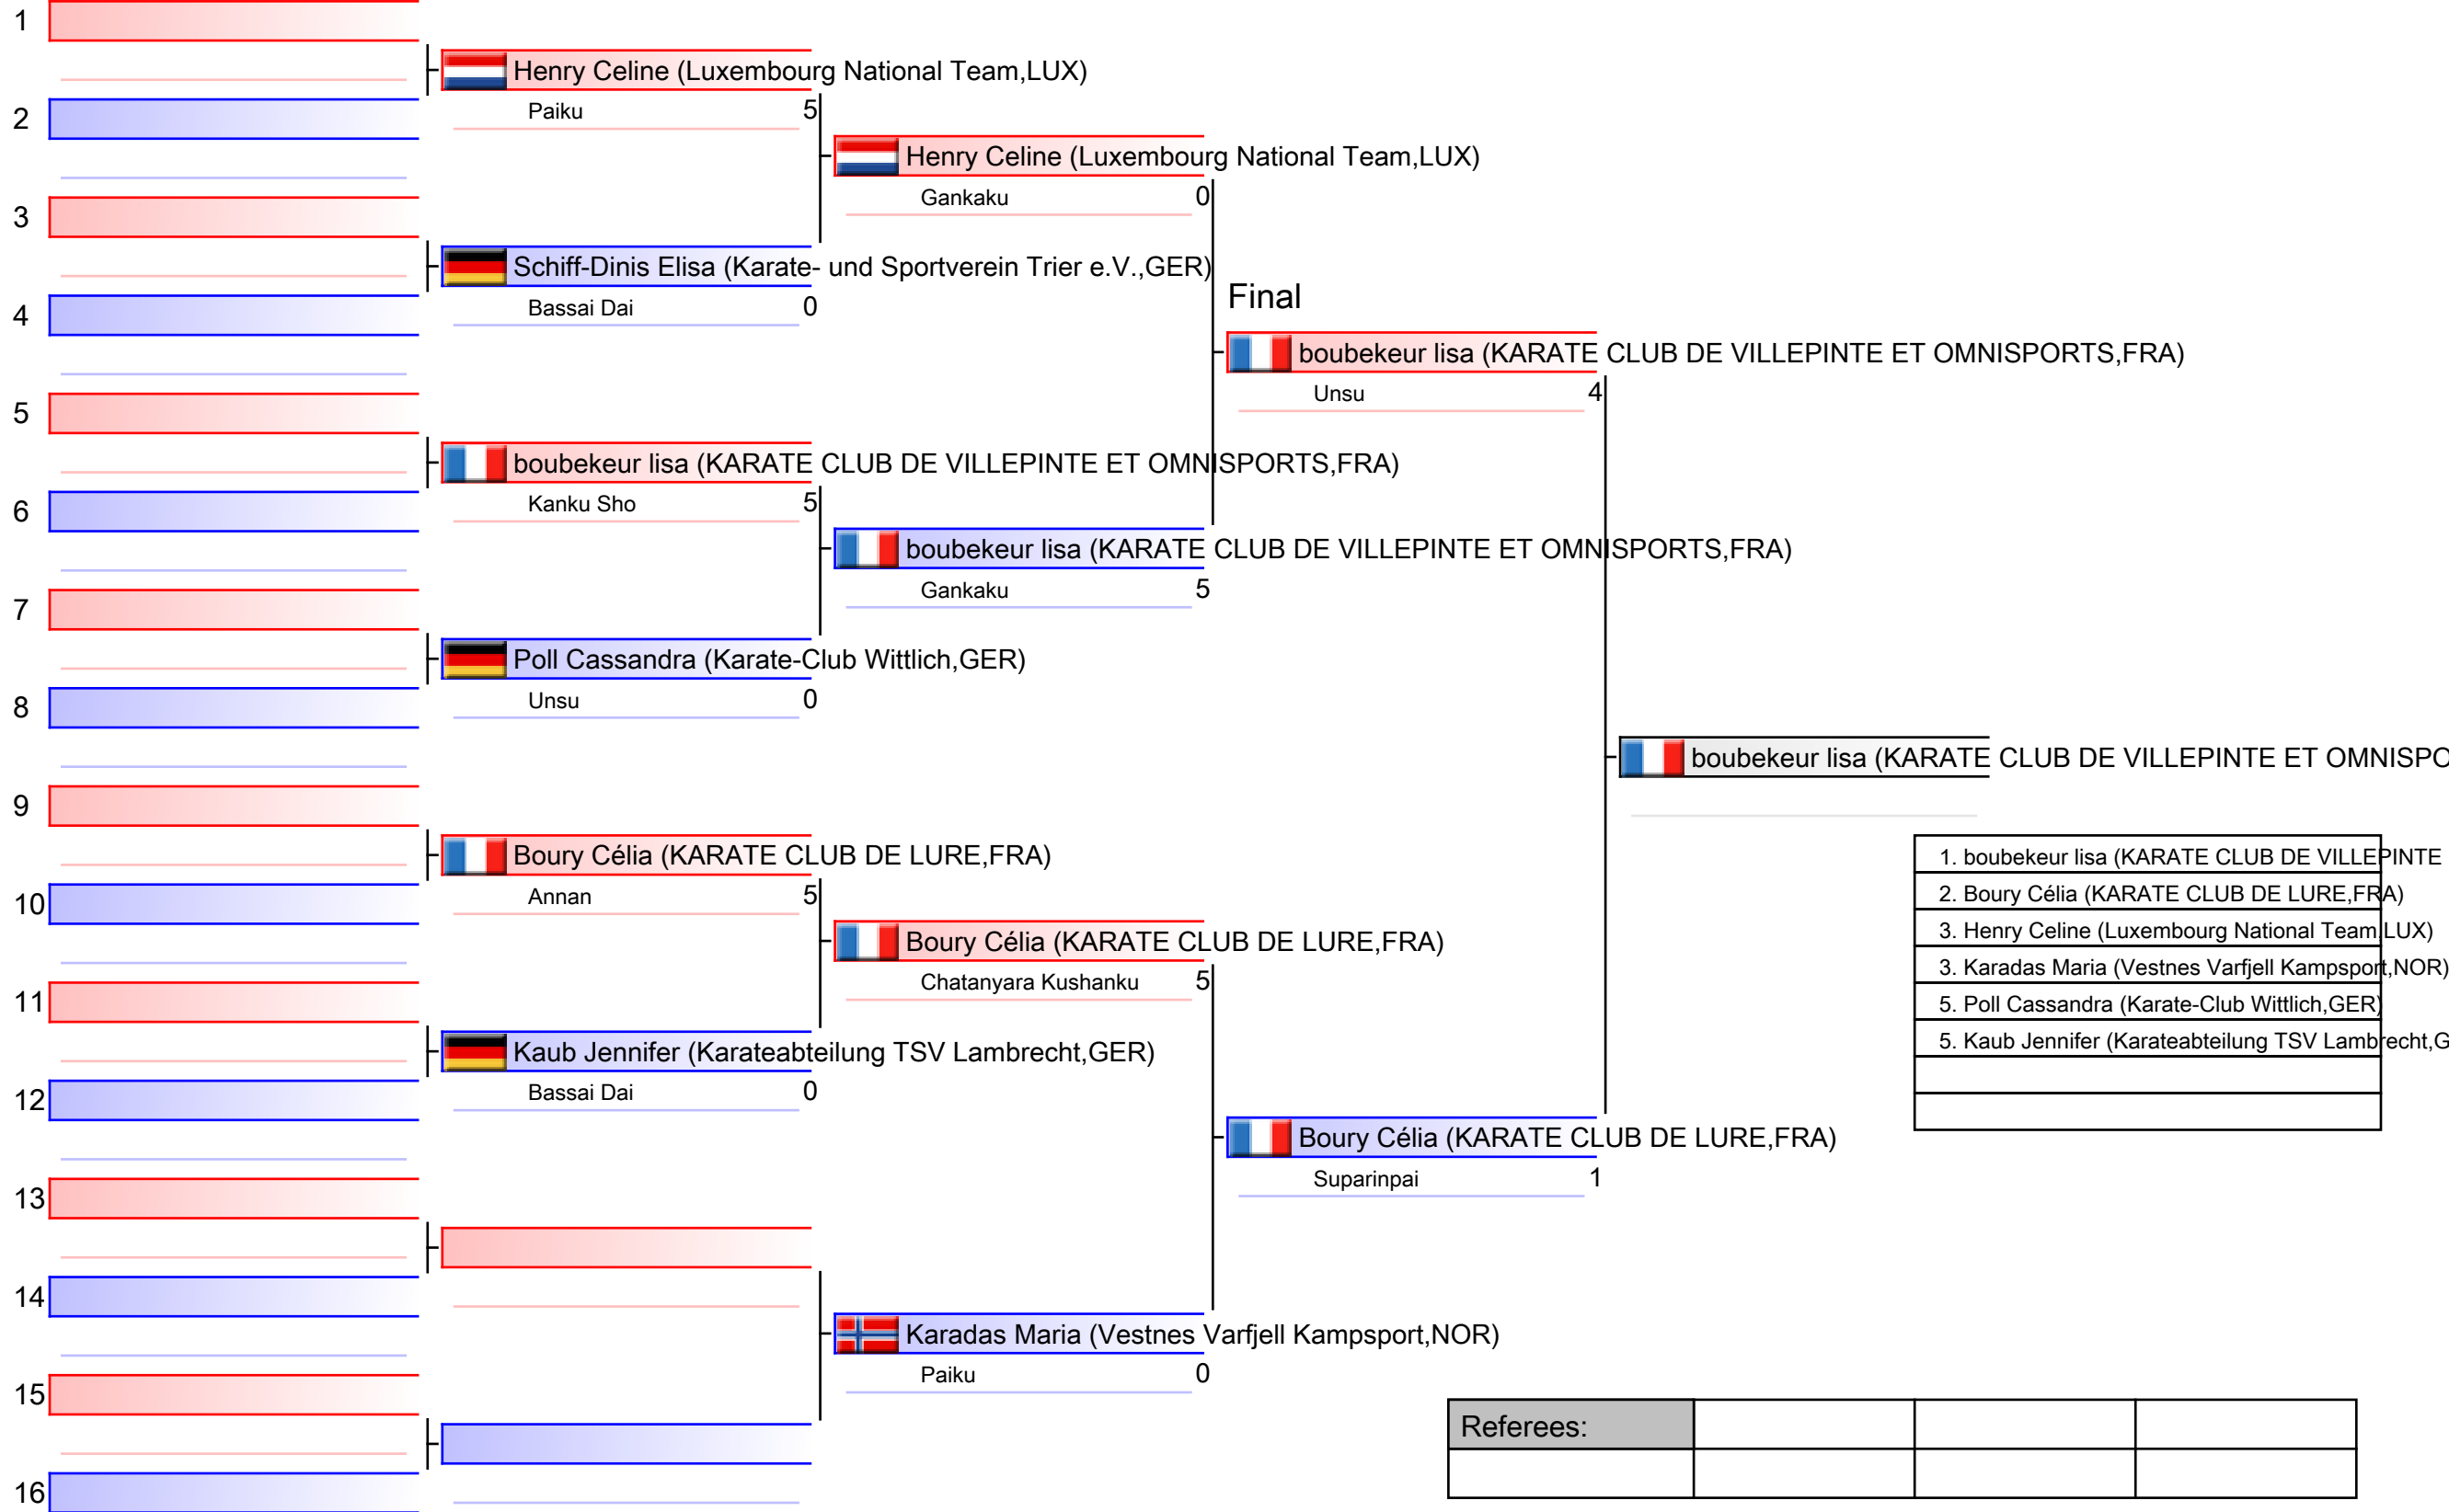 1
Henry Celine (Luxembourg National Team,LUX)
Paiku 5
2
Henry Celine (Luxembourg National Team,LUX)
Gankaku 0
3
Schiff-Dinis Elisa (Karate- und Sportverein Trier e.V.,GER)
Bassai Dai 0
4
Final
boubekeur lisa (KARATE CLUB DE VILLEPINTE ET OMNISPORTS,FRA)
Unsu 4
5
boubekeur lisa (KARATE CLUB DE VILLEPINTE ET OMNISPORTS,FRA)
Kanku Sho 5
6
boubekeur lisa (KARATE CLUB DE VILLEPINTE ET OMNISPORTS,FRA)
Gankaku 5
7
Poll Cassandra (Karate-Club Wittlich,GER)
Unsu 0
8
boubekeur lisa (KARATE CLUB DE VILLEPINTE ET OMNISPO
9
Boury Célia (KARATE CLUB DE LURE,FRA)
Annan 5
10
Boury Célia (KARATE CLUB DE LURE,FRA)
Chatanyara Kushanku 5
11
Kaub Jennifer (Karateabteilung TSV Lambrecht,GER)
Bassai Dai 0
12
1. boubekeur lisa (KARATE CLUB DE VILLEPINTE
2. Boury Célia (KARATE CLUB DE LURE,FRA)
3. Henry Celine (Luxembourg National Team,LUX)
3. Karadas Maria (Vestnes Varfjell Kampsport,NOR)
5. Poll Cassandra (Karate-Club Wittlich,GER)
5. Kaub Jennifer (Karateabteilung TSV Lambrecht,G
Boury Célia (KARATE CLUB DE LURE,FRA)
Suparinpai 1
13
14
Karadas Maria (Vestnes Varfjell Kampsport,NOR)
Paiku 0
15
16
Referees: